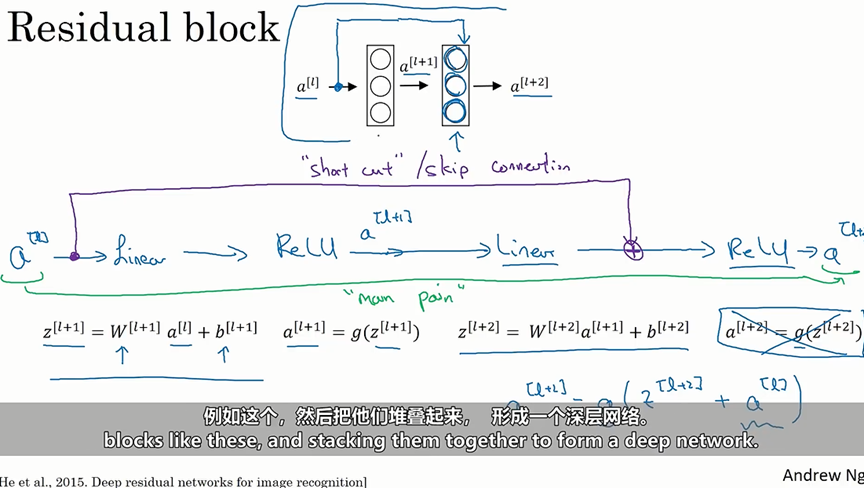 Residual block
a^[l] a^[l+1] a^[l+2]
"short cut" / skip connection
a^[l] Linear ReLU a^[l+1] Linear ReLU
"main path"
z^[l+1] = W^[l+1] a^[l] + b^[l+1] a^[l+1] = g(z^[l+1]) z^[l+2] = W^[l+2] a^[l+1] + b^[l+2] a^[l+2] = g(z^[l+2])
a^[l+2] = g(z^[l+2] + a^[l])
例如这个，然后把他们堆叠起来， 形成一个深层网络。
blocks like these, and stacking them together to form a deep network.
He et al., 2015. Deep residual networks for image recognition]
Andrew Ng